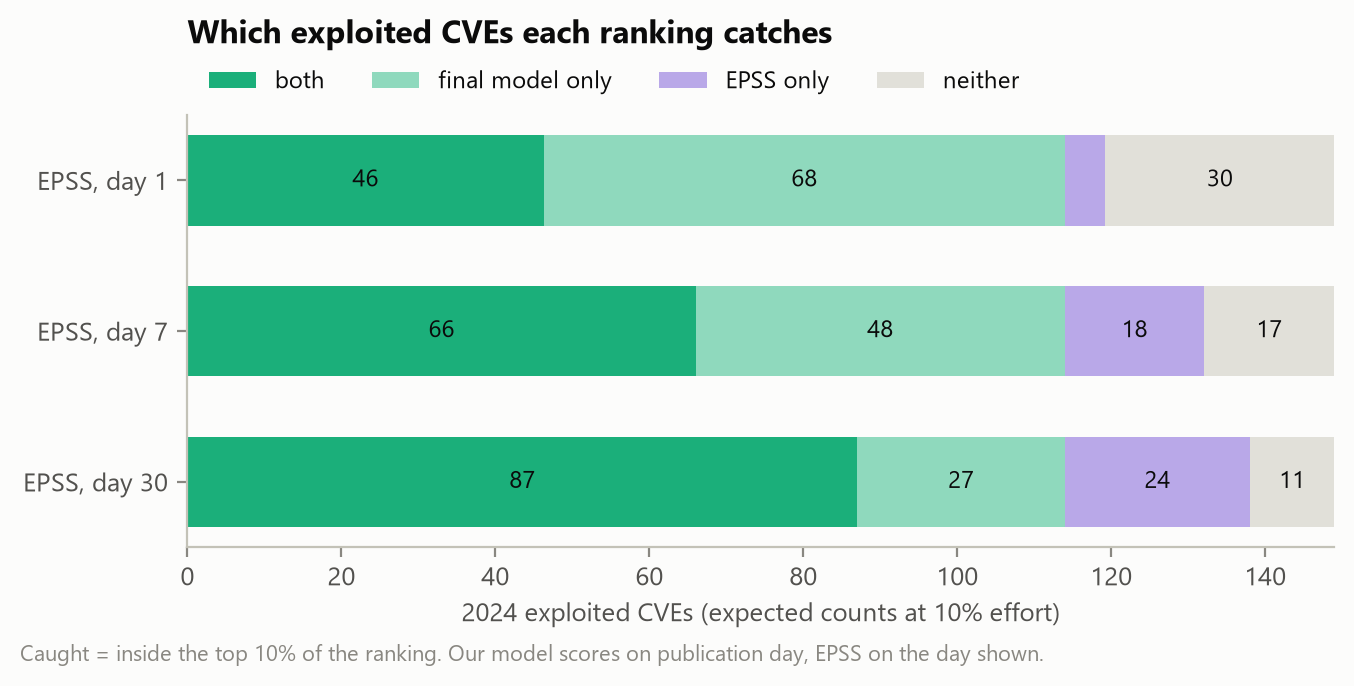 Which exploited CVEs each ranking catches
both final model only EPSS only neither
EPSS, day 1 46 68 30
EPSS, day 7 66 48 18 17
EPSS, day 30 87 27 24 11
0 20 40 60 80 100 120 140
2024 exploited CVEs (expected counts at 10% effort)
Caught = inside the top 10% of the ranking. Our model scores on publication day, EPSS on the day shown.